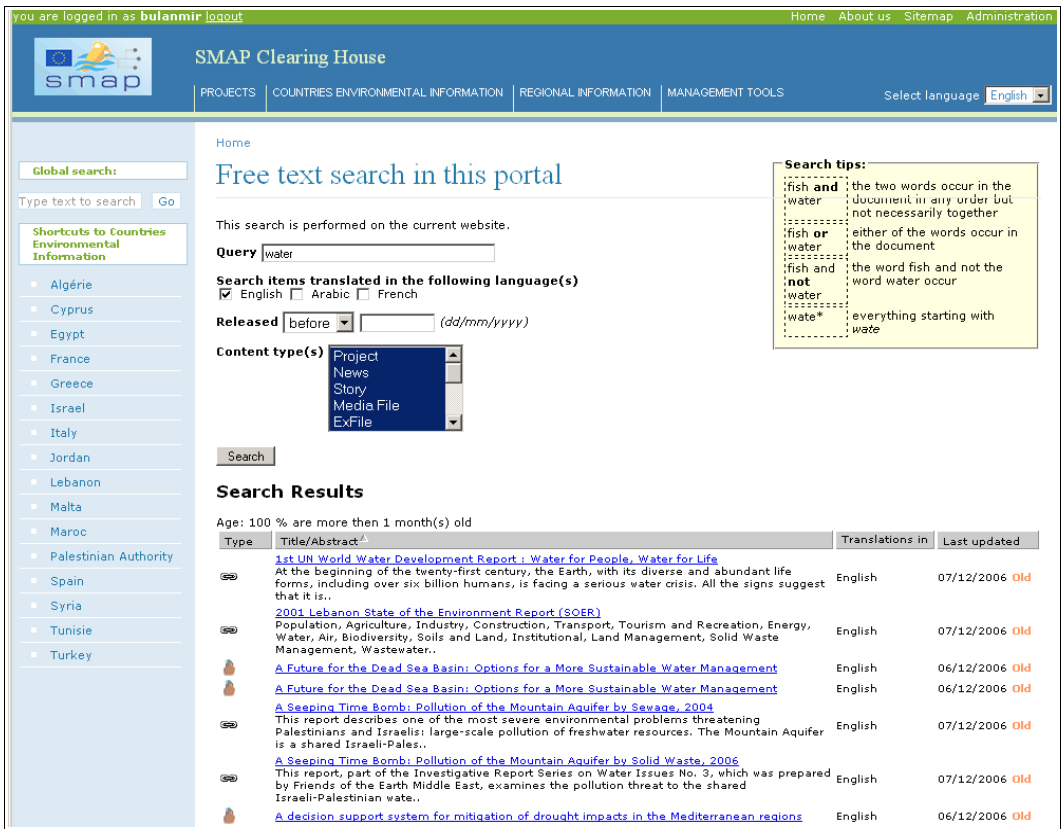 you are logged in as bulanmir logout
Home About us Sitemap Administration
smap
SMAP Clearing House
PROJECTS COUNTRIES ENVIRONMENTAL INFORMATION REGIONAL INFORMATION MANAGEMENT TOOLS
Select language English
Global search:
Type text to search Go
Shortcuts to Countries
Environmental
Information
Algérie
Cyprus
Egypt
France
Greece
Israel
Italy
Jordan
Lebanon
Malta
Maroc
Palestinian Authority
Spain
Syria
Tunisie
Turkey
Home
Free text search in this portal
This search is performed on the current website.
Query water
Search items translated in the following language(s)
English Arabic French
Released before (dd/mm/yyyy)
Content type(s) Project
News
Story
Media File
ExFile
Search
Search tips:
fish and water the two words occur in the
document in any order but
not necessarily together
fish or water either of the words occur in
the document
fish and not water the word fish and not the
word water occur
wate* everything starting with
wate
Search Results
Age: 100 % are more then 1 month(s) old
Type Title/Abstract Translations in Last updated
1st UN World Water Development Report : Water for People, Water for Life
At the beginning of the twenty-first century, the Earth, with its diverse and abundant life
forms, including over six billion humans, is facing a serious water crisis. All the signs suggest
that it is..
English 07/12/2006 Old
2001 Lebanon State of the Environment Report (SOER)
Population, Agriculture, Industry, Construction, Transport, Tourism and Recreation, Energy,
Water, Air, Biodiversity, Soils and Land, Institutional, Land Management, Solid Waste
Management, Wastewater..
English 07/12/2006 Old
A Future for the Dead Sea Basin: Options for a More Sustainable Water Management English 06/12/2006 Old
A Future for the Dead Sea Basin: Options for a More Sustainable Water Management English 06/12/2006 Old
A Seeping Time Bomb: Pollution of the Mountain Aquifer by Sewage, 2004
This report describes one of the most severe environmental problems threatening
Palestinians and Israelis: large-scale pollution of freshwater resources. The Mountain Aquifer
is a shared Israeli-Pales..
English 07/12/2006 Old
A Seeping Time Bomb: Pollution of the Mountain Aquifer by Solid Waste, 2006
This report, part of the Investigative Report Series on Water Issues No. 3, which was prepared
by Friends of the Earth Middle East, examines the pollution threat to the shared
Israeli-Palestinian wate..
English 07/12/2006 Old
A decision support system for mitigation of drought impacts in the Mediterranean regions English 06/12/2006 Old